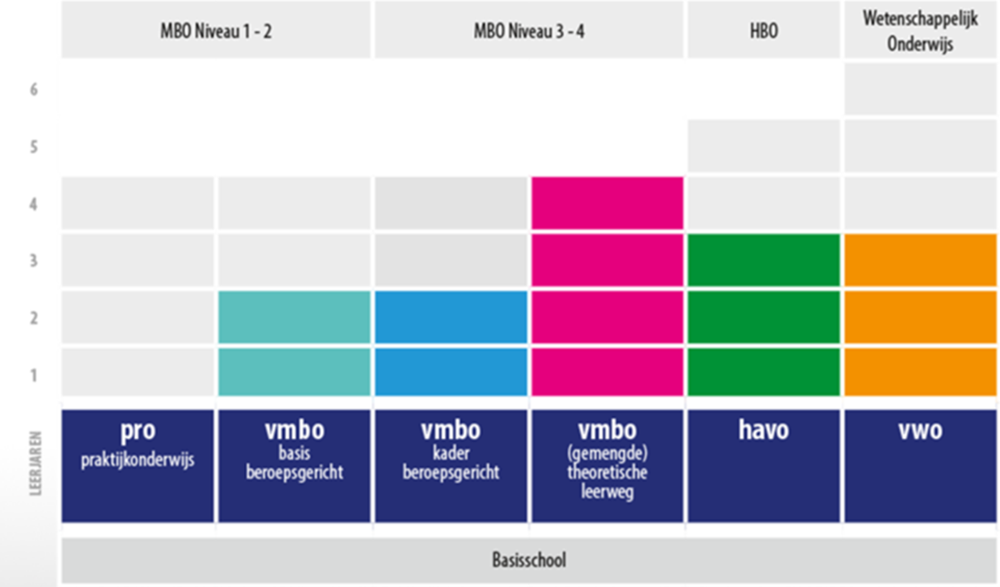 MBO Niveau 1 - 2
MBO Niveau 3 - 4
HBO
Wetenschappelijk
Onderwijs
6
5
4
3
2
1
LEERJAREN
pro
praktijkonderwijs
vmbo
basis
beroepsgericht
vmbo
kader
beroepsgericht
vmbo
(gemengde)
theoretische
leerweg
havo
vwo
Basisschool